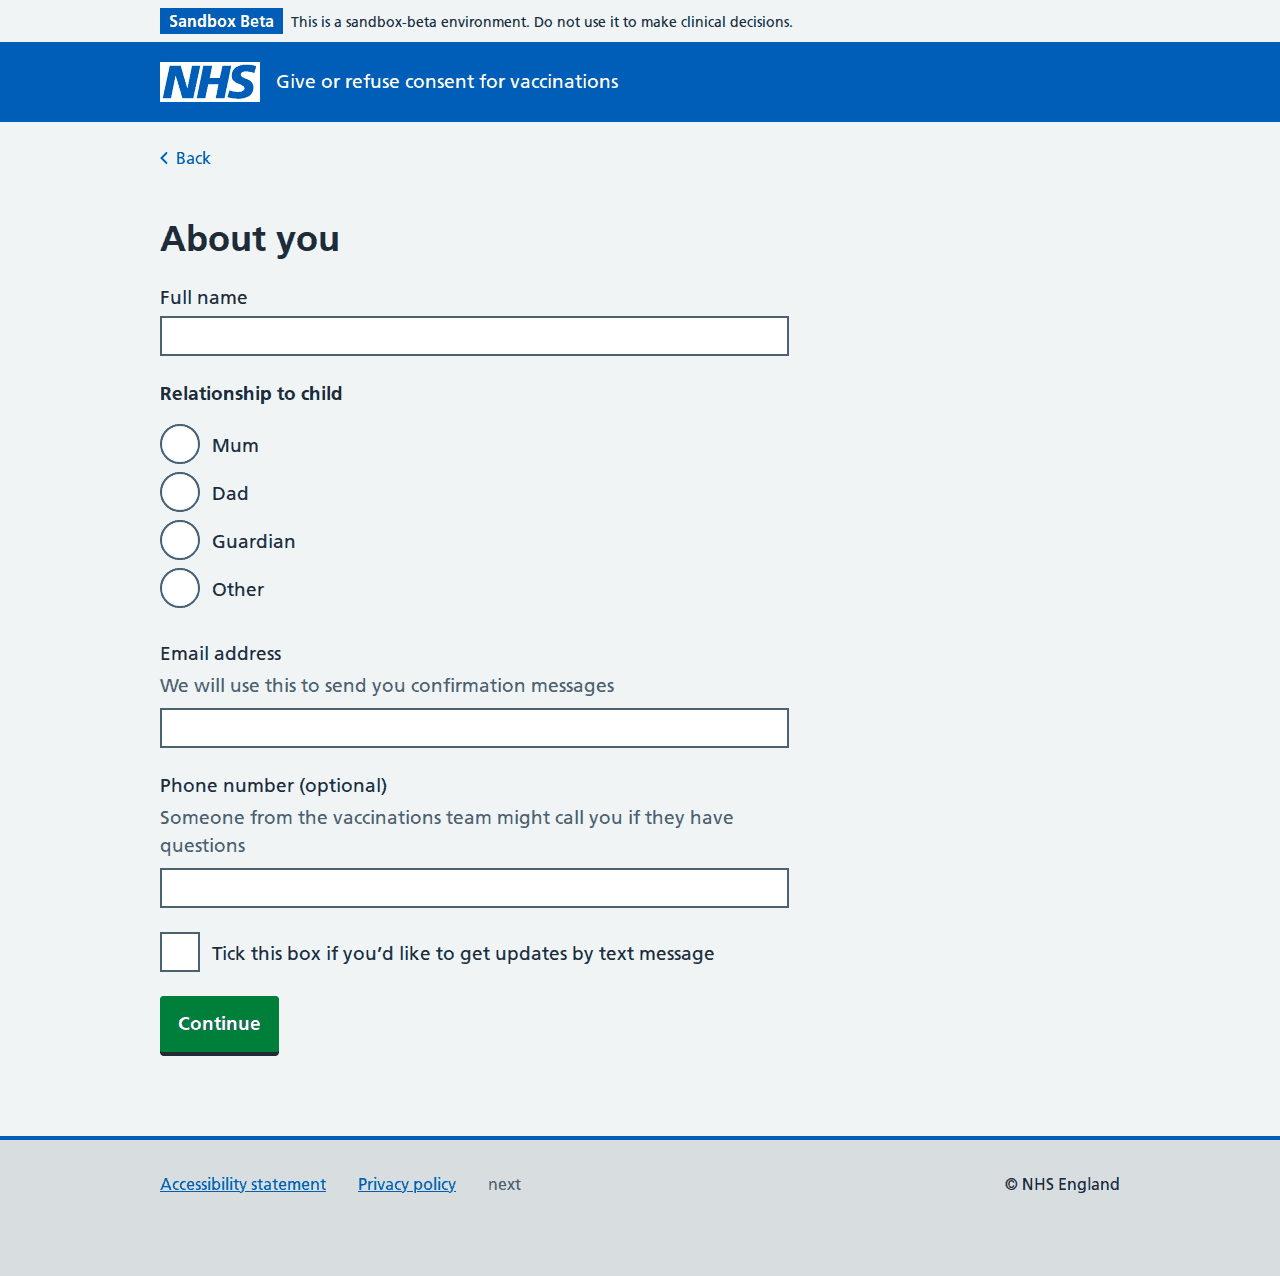 Sandbox Beta This is a sandbox-beta environment. Do not use it to make clinical decisions.
NHS Give or refuse consent for vaccinations
Back
About you
Full name
Relationship to child
Mum
Dad
Guardian
Other
Email address
We will use this to send you confirmation messages
Phone number (optional)
Someone from the vaccinations team might call you if they have
questions
Tick this box if you’d like to get updates by text message
Continue
Accessibility statement Privacy policy next © NHS England